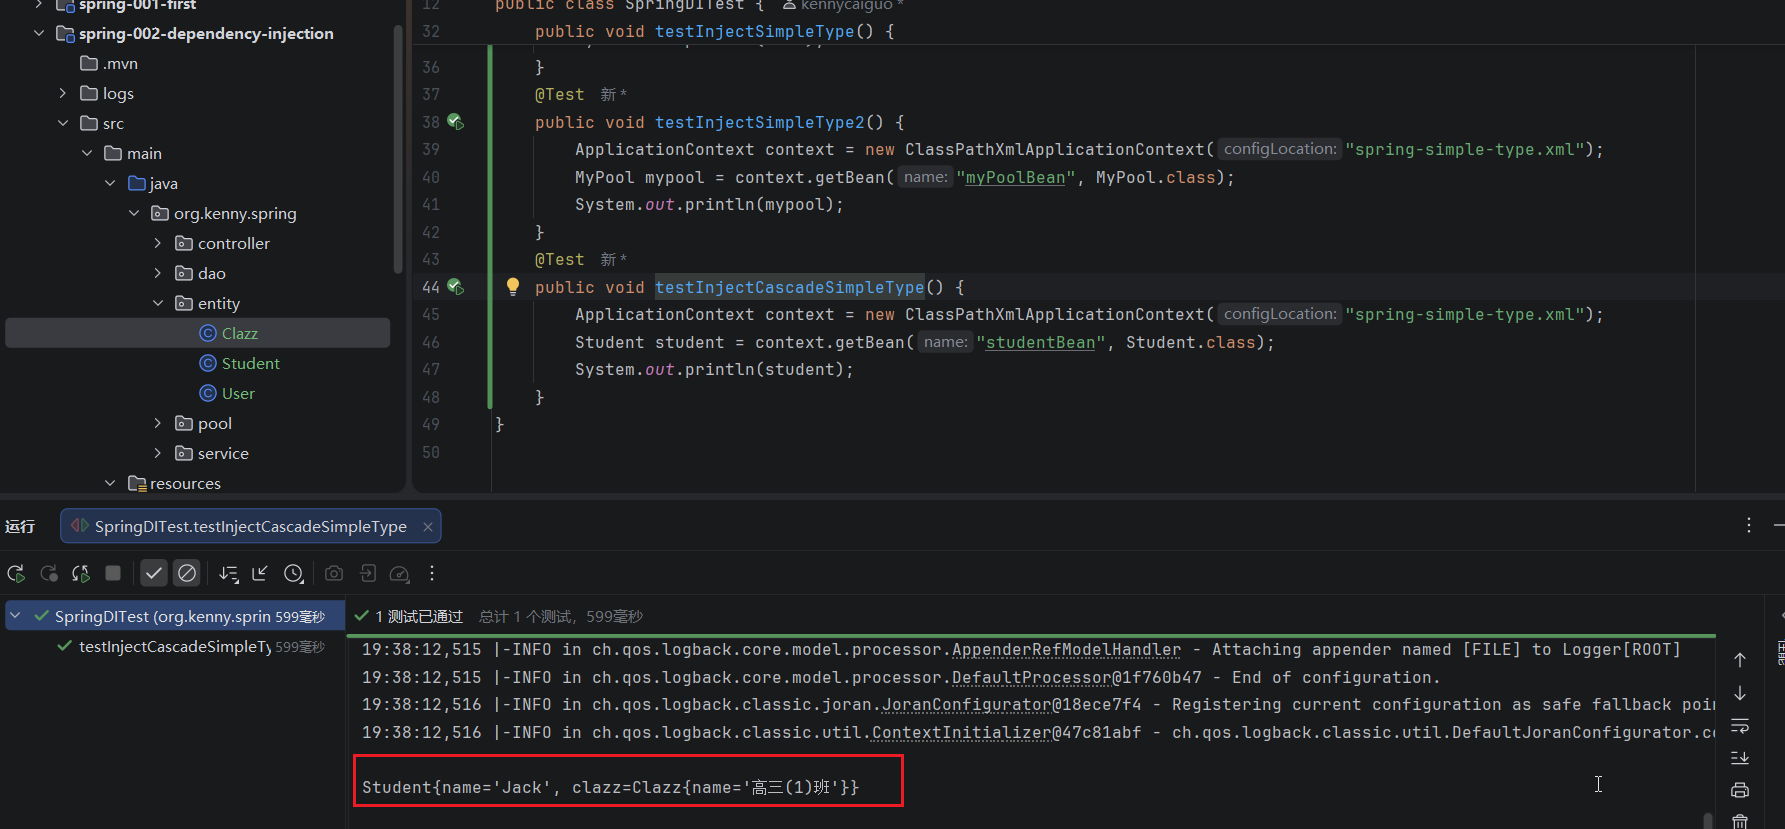 spring-001-first
spring-002-dependency-injection
.mvn
logs
src
main
java
org.kenny.spring
controller
dao
entity
Clazz
Student
User
pool
service
resources
12 public class SpringDITest { kennycaiguo *
32 public void testInjectSimpleType() {
36 }
37 @Test 新 *
38 public void testInjectSimpleType2() {
39 ApplicationContext context = new ClassPathXmlApplicationContext( configLocation: "spring-simple-type.xml");
40 MyPool mypool = context.getBean( name: "myPoolBean", MyPool.class);
41 System.out.println(mypool);
42 }
43 @Test 新 *
44 public void testInjectCascadeSimpleType() {
45 ApplicationContext context = new ClassPathXmlApplicationContext( configLocation: "spring-simple-type.xml");
46 Student student = context.getBean( name: "studentBean", Student.class);
47 System.out.println(student);
48 }
49 }
50
运行 SpringDITest.testInjectCascadeSimpleType ×
SpringDITest (org.kenny.sprin 599毫秒
testInjectCascadeSimpleTy 599毫秒
1 测试已通过 总计 1 个测试, 599毫秒
19:38:12,515 |-INFO in ch.qos.logback.core.model.processor.AppenderRefModelHandler - Attaching appender named [FILE] to Logger[ROOT]
19:38:12,515 |-INFO in ch.qos.logback.core.model.processor.DefaultProcessor@1f760b47 - End of configuration.
19:38:12,516 |-INFO in ch.qos.logback.classic.joran.JoranConfigurator@18ece7f4 - Registering current configuration as safe fallback poin
19:38:12,516 |-INFO in ch.qos.logback.classic.util.ContextInitializer@47c81abf - ch.qos.logback.classic.util.DefaultJoranConfigurator.co
Student{name='Jack', clazz=Clazz{name='高三(1)班'}}